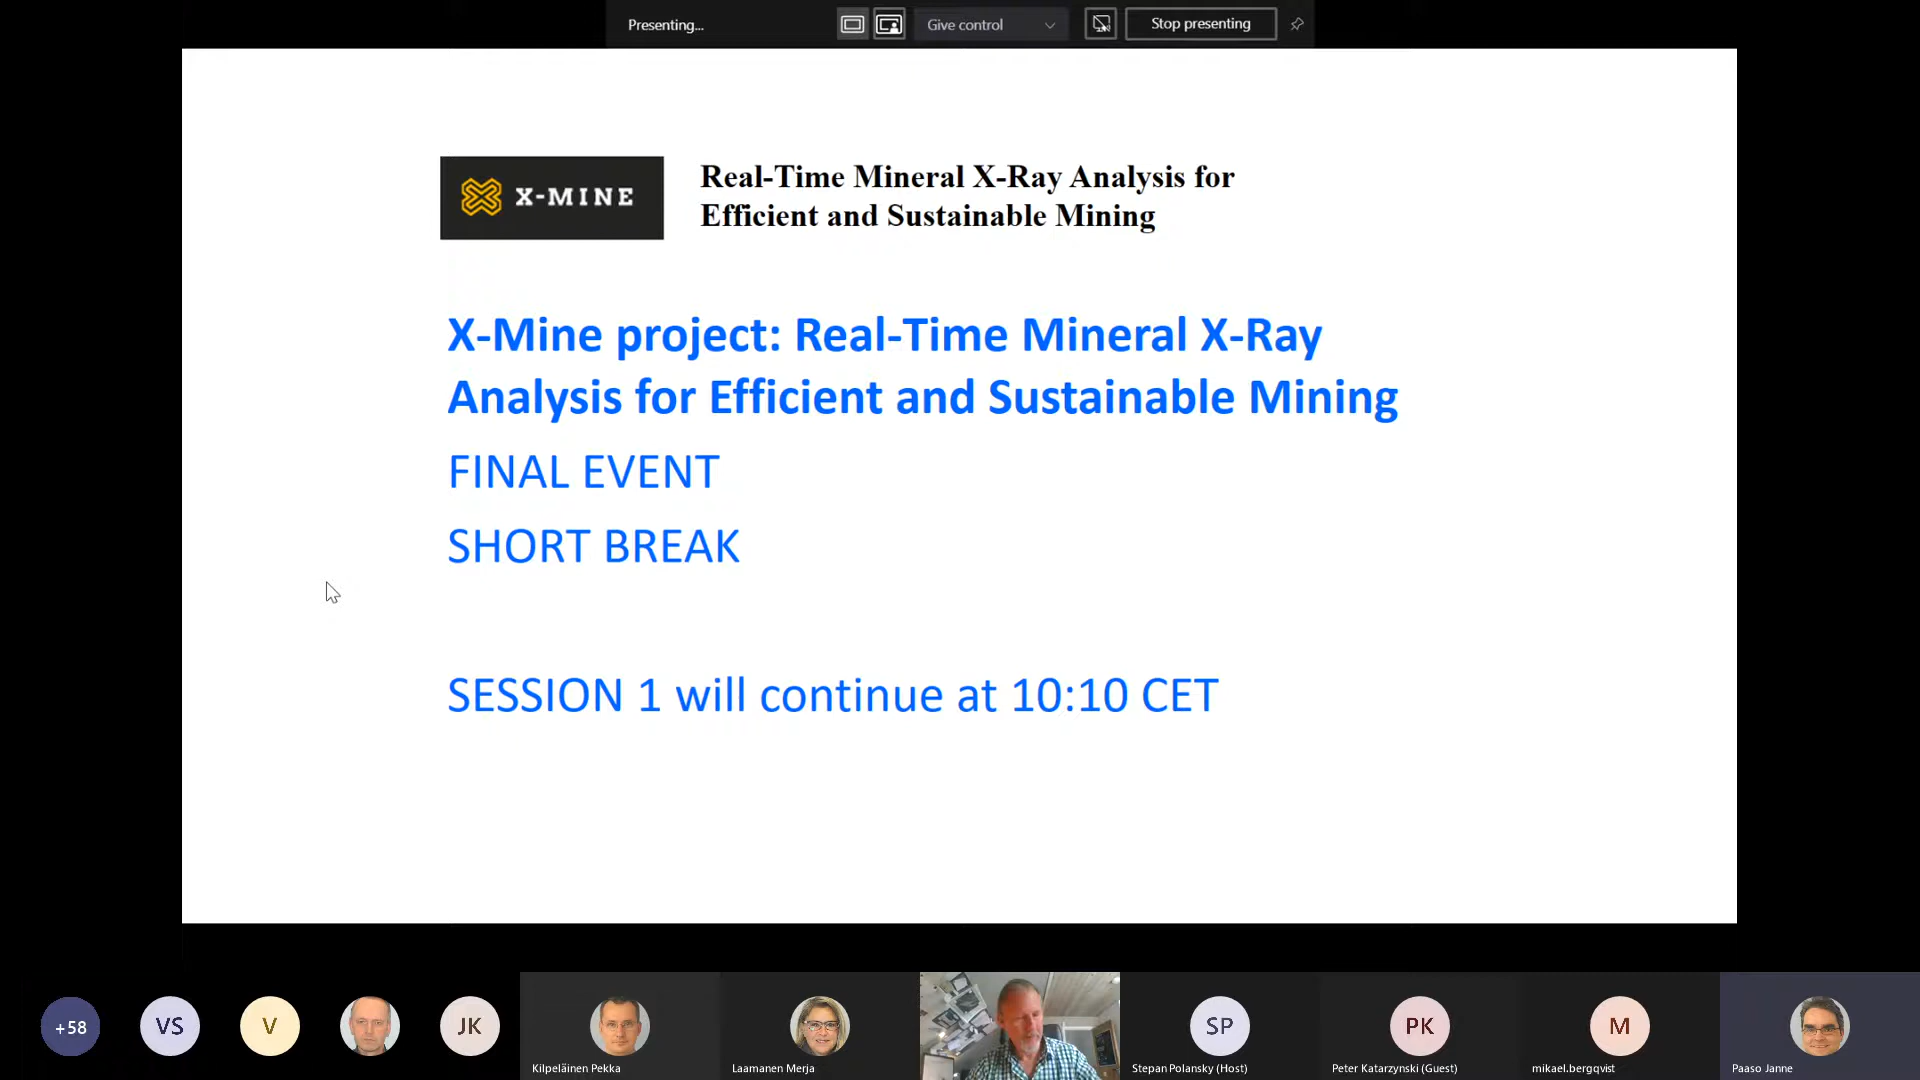 Presenting...
Give control
Stop presenting
X-MINE
Real-Time Mineral X-Ray Analysis for
Efficient and Sustainable Mining
X-Mine project: Real-Time Mineral X-Ray
Analysis for Efficient and Sustainable Mining
FINAL EVENT
SHORT BREAK
SESSION 1 will continue at 10:10 CET
+58
VS
V
JK
SP
PK
M
Kilpeläinen Pekka
Laamanen Merja
Stepan Polansky (Host)
Peter Katarzynski (Guest)
mikael.bergqvist
Paaso Janne